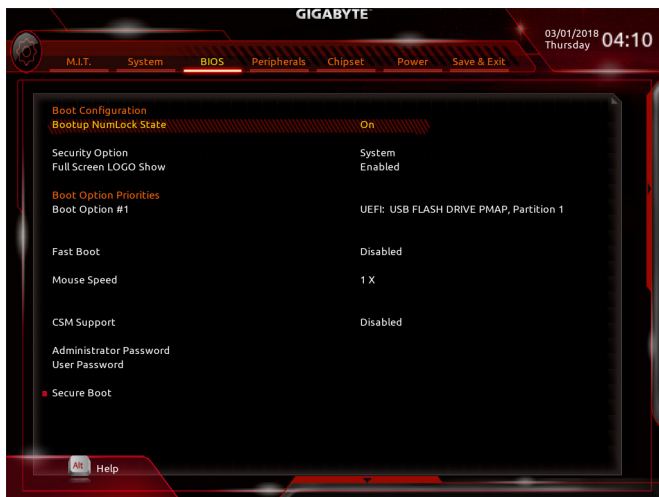 GIGABYTE™
03/01/2018
Thursday 04:10
M.I.T. System BIOS Peripherals Chipset Power Save & Exit
Boot Configuration
Bootup NumLock State On
Security Option System
Full Screen LOGO Show Enabled
Boot Option Priorities
Boot Option #1 UEFI: USB FLASH DRIVE PMAP, Partition 1
Fast Boot Disabled
Mouse Speed 1 X
CSM Support Disabled
Administrator Password
User Password
Secure Boot
Alt Help